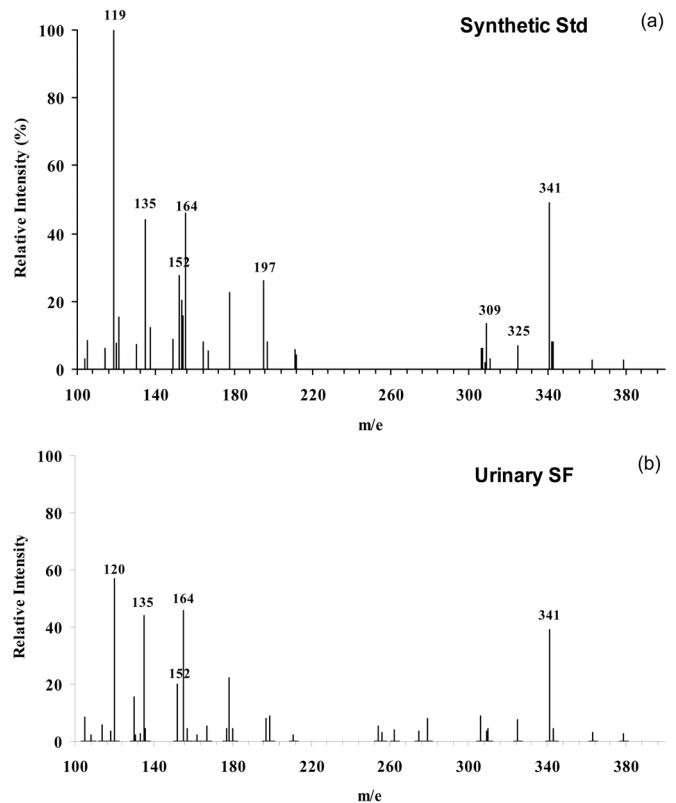 119
Synthetic Std
(a)
100
80
60
40
20
0
Relative Intensity (%)
135
164
152
197
309
325
341
100 140 180 220 260 300 340 380
m/e
(b)
Urinary SF
100
80
60
40
20
0
Relative Intensity
120
135
164
152
341
100 140 180 220 260 300 340 380
m/e